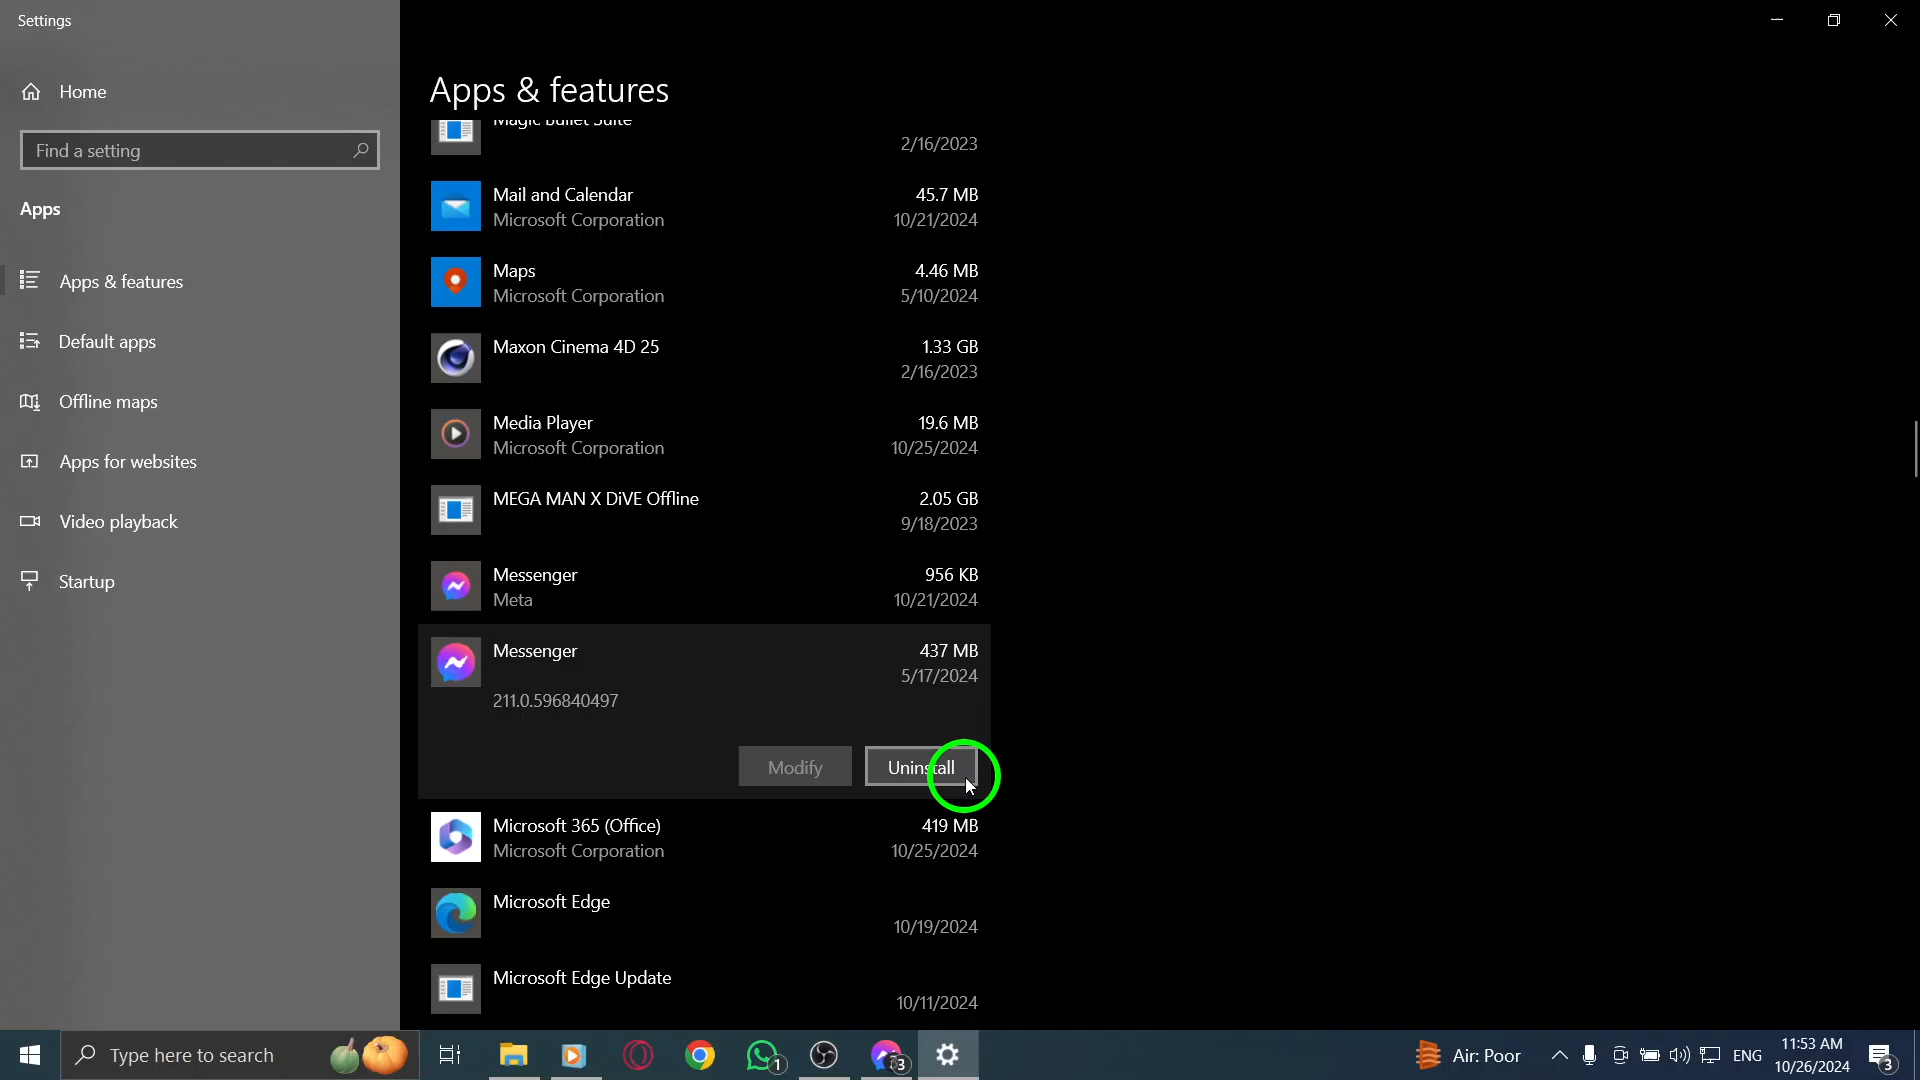 Settings
Home
Find a setting
Apps
Apps & features
Default apps
Offline maps
Apps for websites
Video playback
Startup
Apps & features
Magic Bullet Suite
2/16/2023
Mail and Calendar 45.7 MB
Microsoft Corporation 10/21/2024
Maps 4.46 MB
Microsoft Corporation 5/10/2024
Maxon Cinema 4D 25 1.33 GB
2/16/2023
Media Player 19.6 MB
Microsoft Corporation 10/25/2024
MEGA MAN X DiVE Offline 2.05 GB
9/18/2023
Messenger 956 KB
Meta 10/21/2024
Messenger 437 MB
5/17/2024
211.0.596840497
Modify Uninstall
Microsoft 365 (Office) 419 MB
Microsoft Corporation 10/25/2024
Microsoft Edge
10/19/2024
Microsoft Edge Update
10/11/2024
Type here to search
1
3
Air: Poor
ENG
11:53 AM
10/26/2024
3